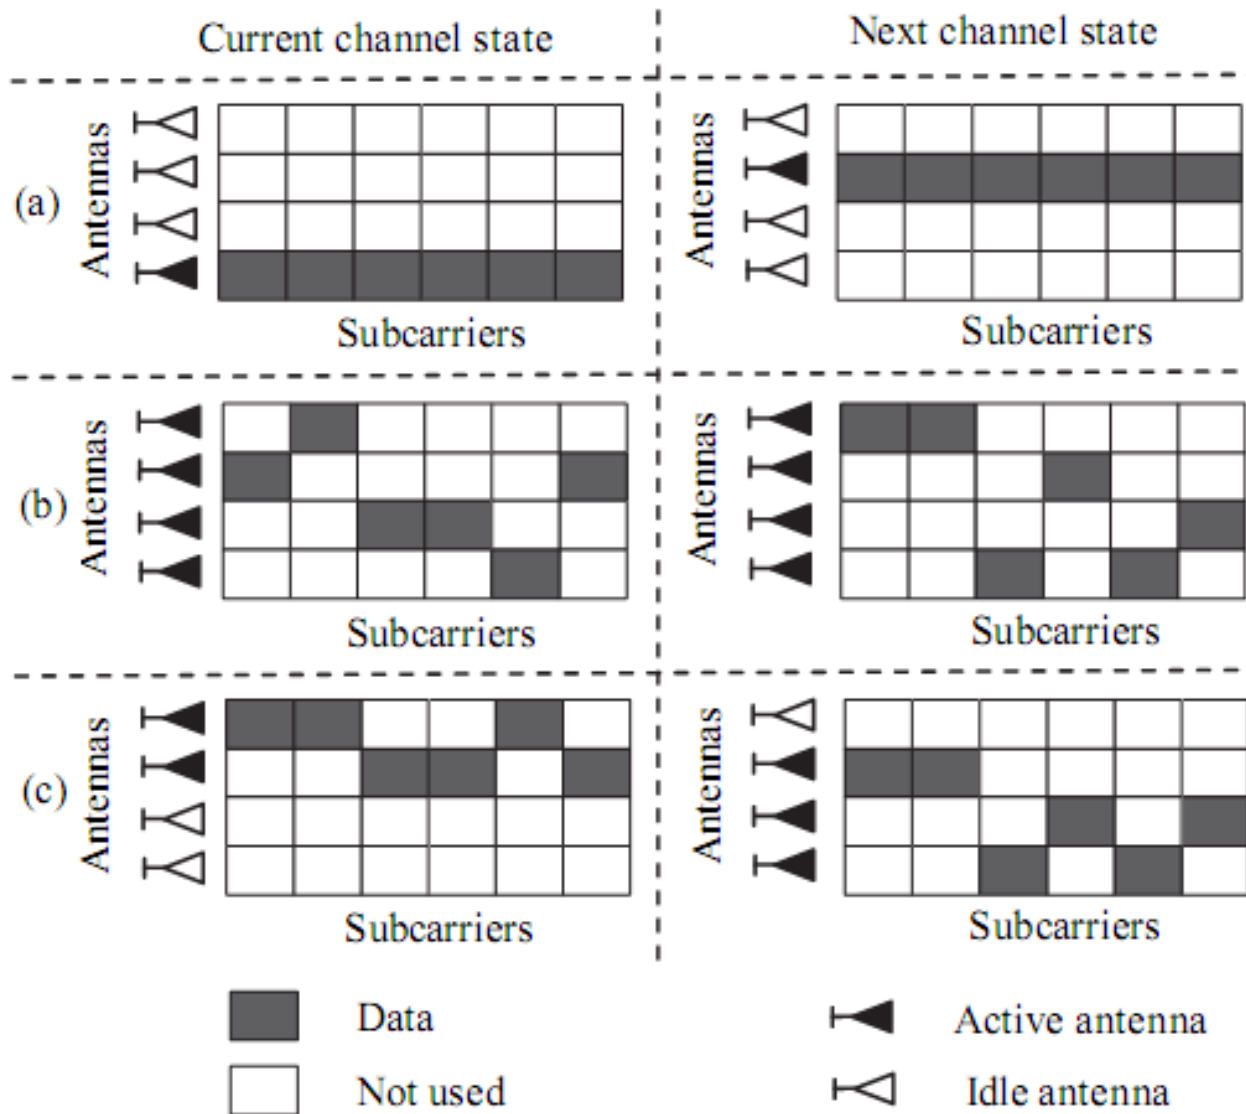 Current channel state
Next channel state
(a)
Antennas
Subcarriers
Antennas
Subcarriers
(b)
Antennas
Subcarriers
Antennas
Subcarriers
(c)
Antennas
Subcarriers
Antennas
Subcarriers
Data
Active antenna
Not used
Idle antenna